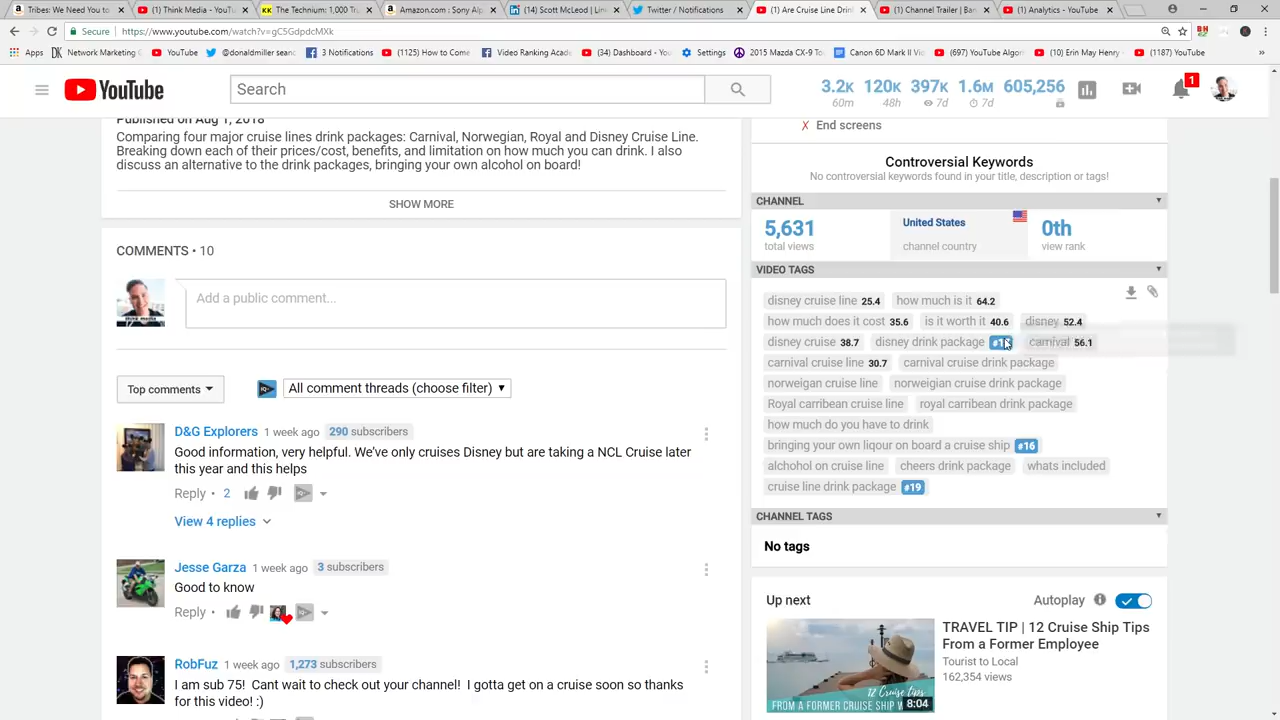 Tribes: We Need You to
(1) Think Media - YouTub
The Technium: 1,000 Tru
Amazon.com : Sony Alp
(14) Scott McLeod | Link
Twitter / Notifications
(1) Are Cruise Line Drin
(1) Channel Trailer | Ban
(1) Analytics - YouTube
Secure https://www.youtube.com/watch?v=gC5GdpdcMXk
Apps Network Marketing YouTube @donaldmiller seans 3 Notifications (1125) How to Comme Video Ranking Acade (34) Dashboard - You Settings 2015 Mazda CX-9 To Canon 6D Mark II Vi (697) YouTube Algor (10) Erin May Henry - (1187) YouTube
YouTube Search 3.2K 120K 397K 1.6M 605,256 1
60m 48h 7d 7d
Published on Aug 1, 2018
Comparing four major cruise lines drink packages: Carnival, Norwegian, Royal and Disney Cruise Line.
Breaking down each of their prices/cost, benefits, and limitation on how much you can drink. I also
discuss an alternative to the drink packages, bringing your own alcohol on board!
SHOW MORE
COMMENTS • 10
Add a public comment...
Top comments All comment threads (choose filter)
D&G Explorers 1 week ago 290 subscribers
Good information, very helpful. We've only cruises Disney but are taking a NCL Cruise later
this year and this helps
Reply • 2
View 4 replies
Jesse Garza 1 week ago 3 subscribers
Good to know
Reply •
RobFuz 1 week ago 1,273 subscribers
I am sub 75! Cant wait to check out your channel! I gotta get on a cruise soon so thanks
for this video! :)
✗ End screens
Controversial Keywords
No controversial keywords found in your title, description or tags!
CHANNEL
5,631 United States 0th
total views channel country view rank
VIDEO TAGS
disney cruise line 25.4 how much is it 64.2
how much does it cost 35.6 is it worth it 40.6 disney 52.4
disney cruise 38.7 disney drink package carnival 56.1
carnival cruise line 30.7 carnival cruise drink package
norweigan cruise line norweigian cruise drink package
Royal carribean cruise line royal carribean drink package
how much do you have to drink
bringing your own liqour on board a cruise ship #16
alchohol on cruise line cheers drink package whats included
cruise line drink package #19
CHANNEL TAGS
No tags
Up next Autoplay
TRAVEL TIP | 12 Cruise Ship Tips
From a Former Employee
Tourist to Local
162,354 views
12 Cruise Tips
FROM A FORMER CRUISE SHIP
8:04